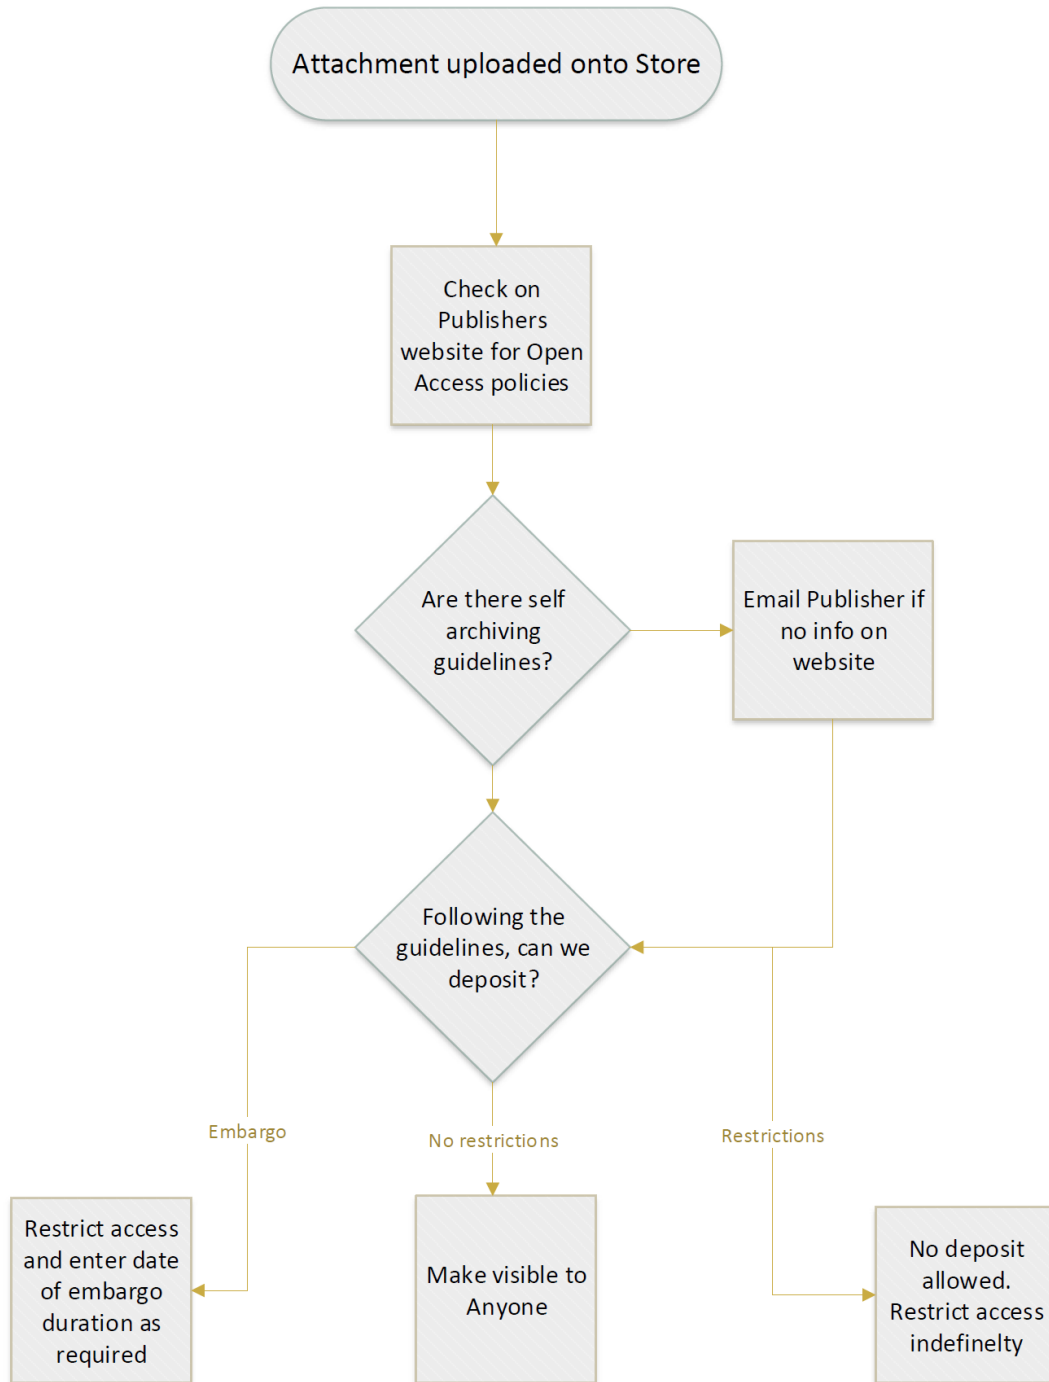 Attachment uploaded onto Store
Check on
Publishers
website for Open
Access policies
Are there self
archiving
guidelines?
Email Publisher if
no info on
website
Following the
guidelines, can we
deposit?
Embargo
No restrictions
Restrictions
Restrict access
and enter date
of embargo
duration as
required
Make visible to
Anyone
No deposit
allowed.
Restrict access
indefinelty